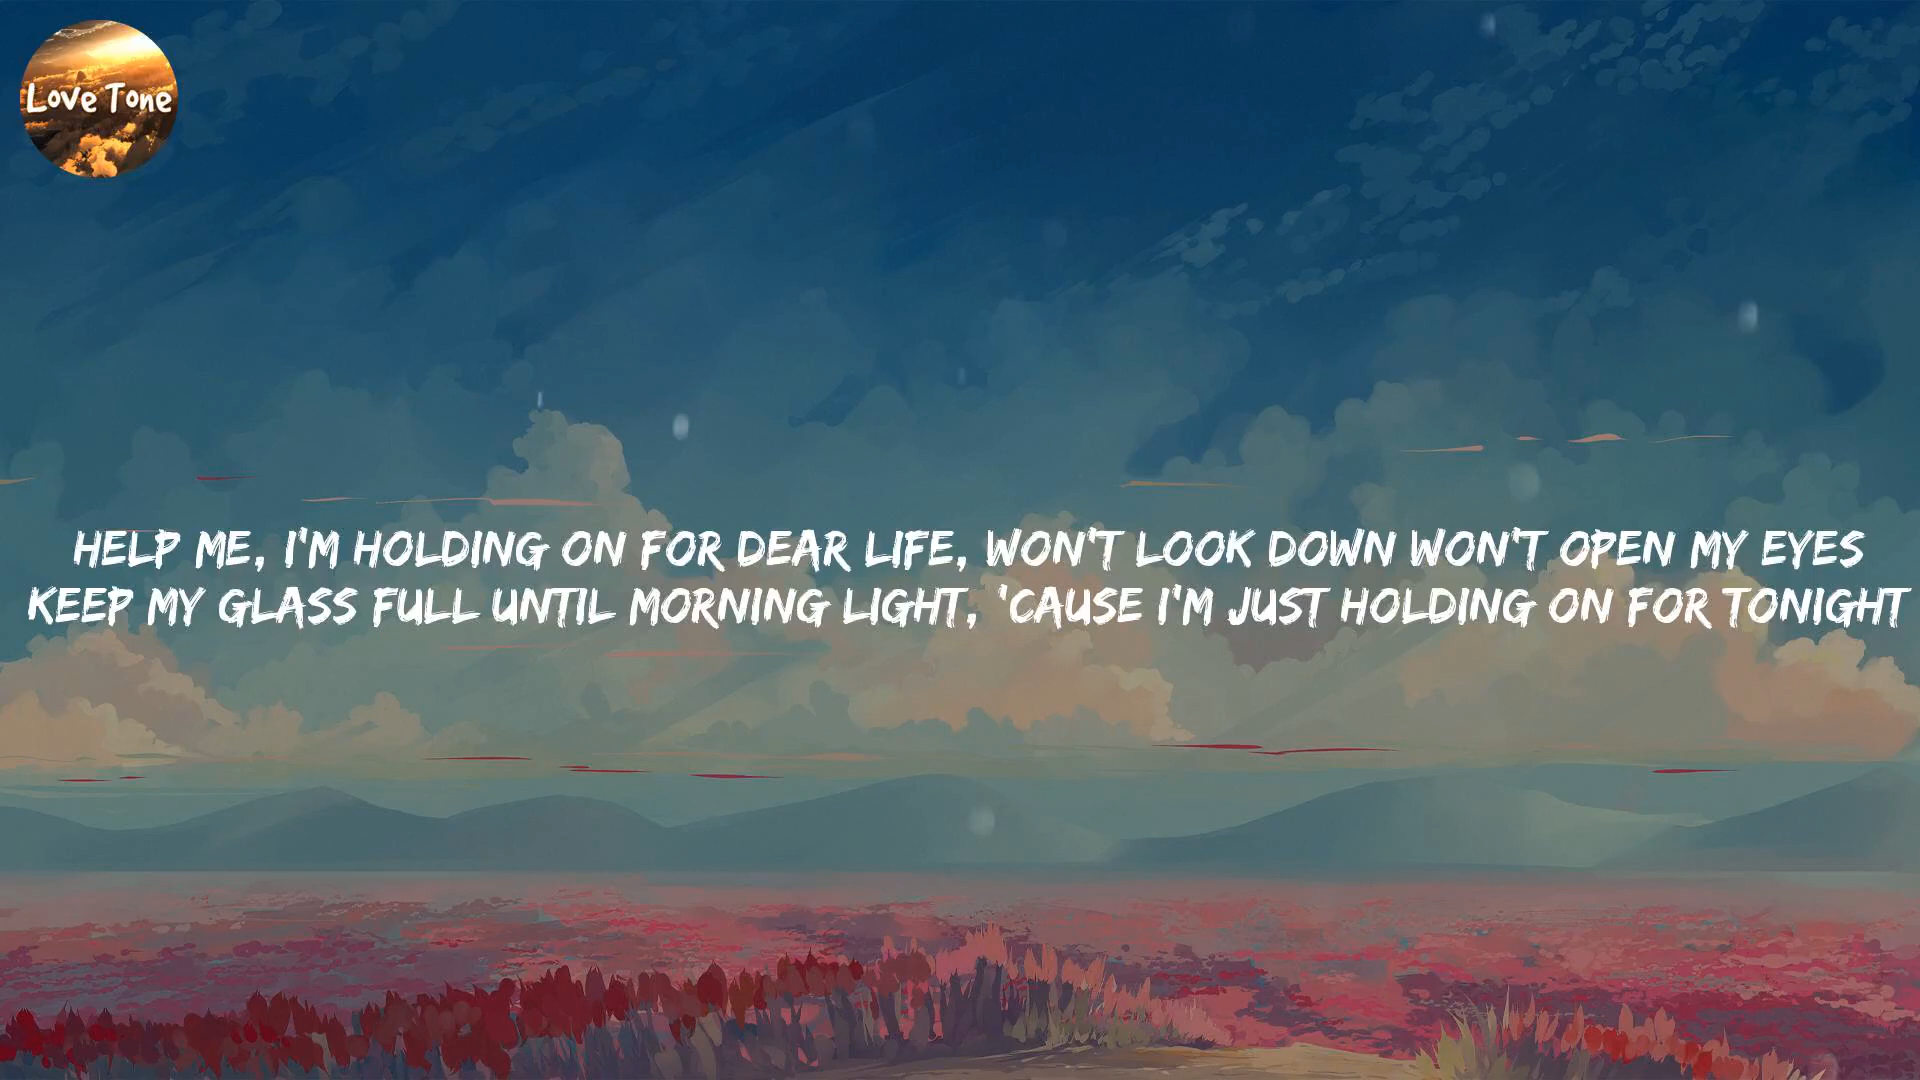 Love Tone
HELP ME, I'M HOLDING ON FOR DEAR LIFE, WON'T LOOK DOWN WON'T OPEN MY EYES
KEEP MY GLASS FULL UNTIL MORNING LIGHT, 'CAUSE I'M JUST HOLDING ON FOR TONIGHT